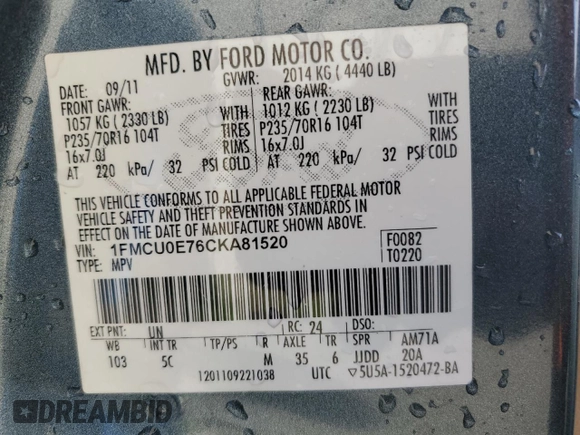 MFD. BY FORD MOTOR CO.
DATE: 09/11 GVWR: 2014 KG ( 4440 LB)
FRONT GAWR: REAR GAWR:
1057 KG ( 2330 LB) 1012 KG ( 2230 LB)
P235/70R16 104T TIRES P235/70R16 104T TIRES
16x7.0J RIMS 16x7.0J RIMS
AT 220 kPa/ 32 PSI COLD AT 220 kPa/ 32 PSI COLD
THIS VEHICLE CONFORMS TO ALL APPLICABLE FEDERAL MOTOR
VEHICLE SAFETY AND THEFT PREVENTION STANDARDS IN
EFFECT ON THE DATE OF MANUFACTURE SHOWN ABOVE.
VIN: 1FMCU0E76CKA81520 F0082
TYPE: MPV T0220
EXT PNT: UN RC: 24 DSO:
WB INT TR TP/PS R AXLE TR SPR AM71A
103 5C M 35 6 JJDD 20A
1201109221038 UTC ▽5U5A-1520472-BA
DREAMBID